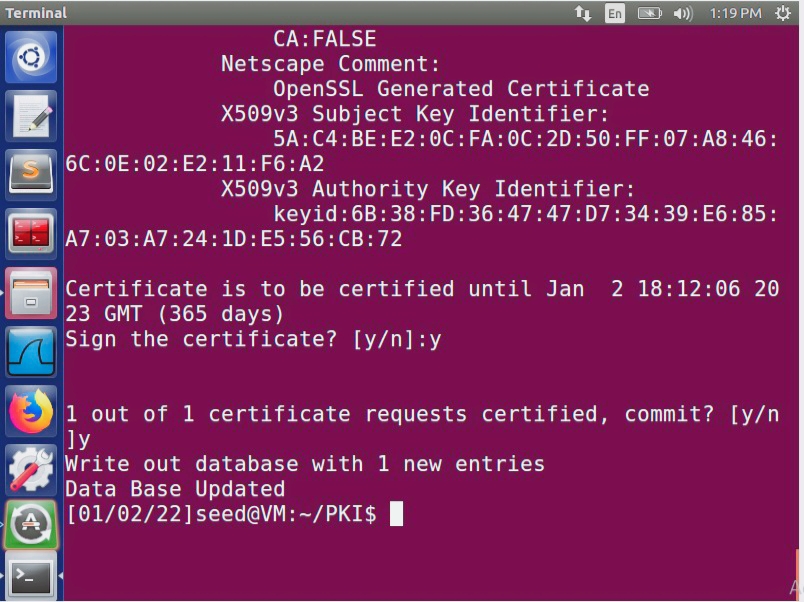 Terminal
En
1:19 PM
CA:FALSE
Netscape Comment:
OpenSSL Generated Certificate
X509v3 Subject Key Identifier:
5A:C4:BE:E2:0C:FA:0C:2D:50:FF:07:A8:46:
6C:0E:02:E2:11:F6:A2
X509v3 Authority Key Identifier:
keyid:6B:38:FD:36:47:47:D7:34:39:E6:85:
A7:03:A7:24:1D:E5:56:CB:72
Certificate is to be certified until Jan  2 18:12:06 20
23 GMT (365 days)
Sign the certificate? [y/n]:y
1 out of 1 certificate requests certified, commit? [y/n
]y
Write out database with 1 new entries
Data Base Updated
[01/02/22]seed@VM:~/PKI$